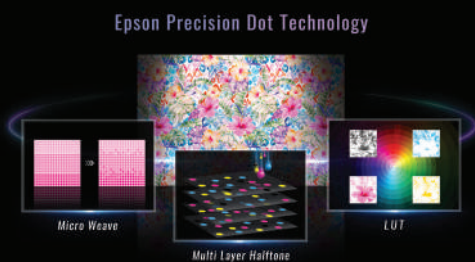 Epson Precision Dot Technology
Micro Weave
Multi Layer Halftone
LUT